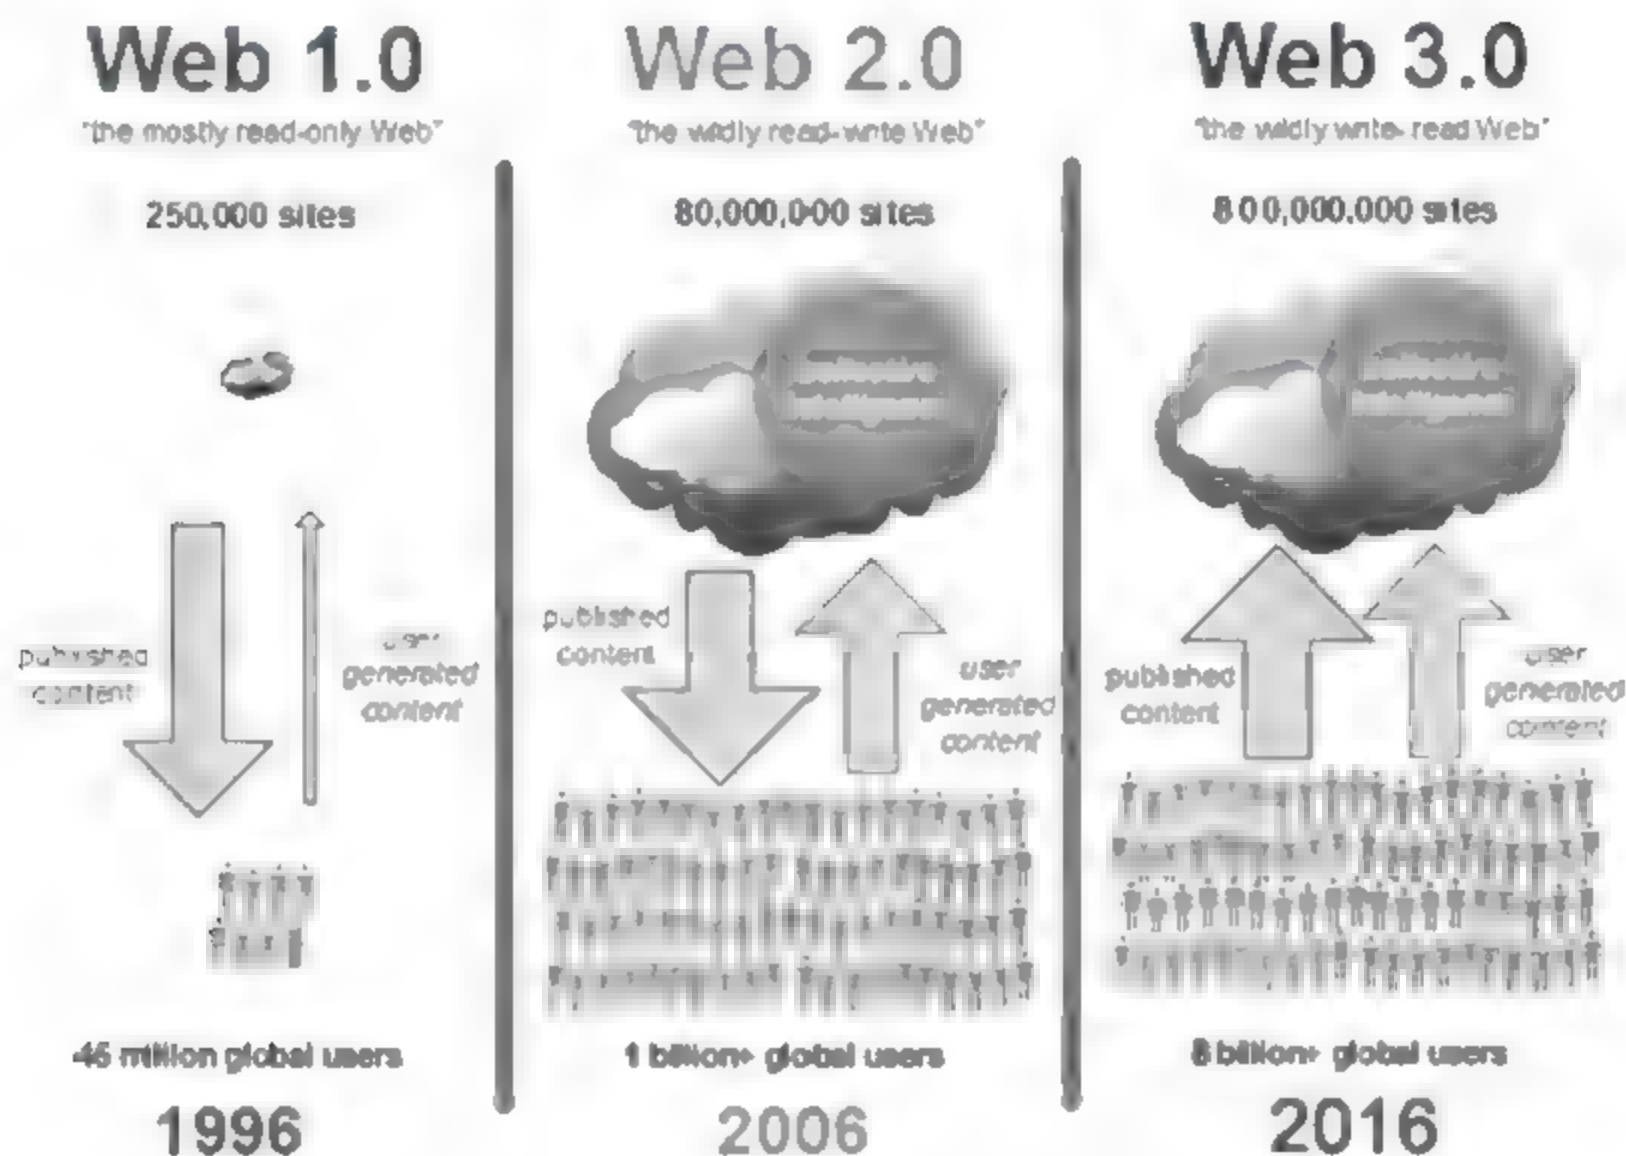 Web 1.0
"the mostly read-only Web"
250,000 sites
published
content
user
generated
content
45 million global users
1996
Web 2.0
"the wildly read-write Web"
80,000,000 sites
published
content
user
generated
content
1 billion+ global users
2006
Web 3.0
"the wildly write- read Web"
800,000,000 sites
published
content
user
generated
content
billion+ global users
2016